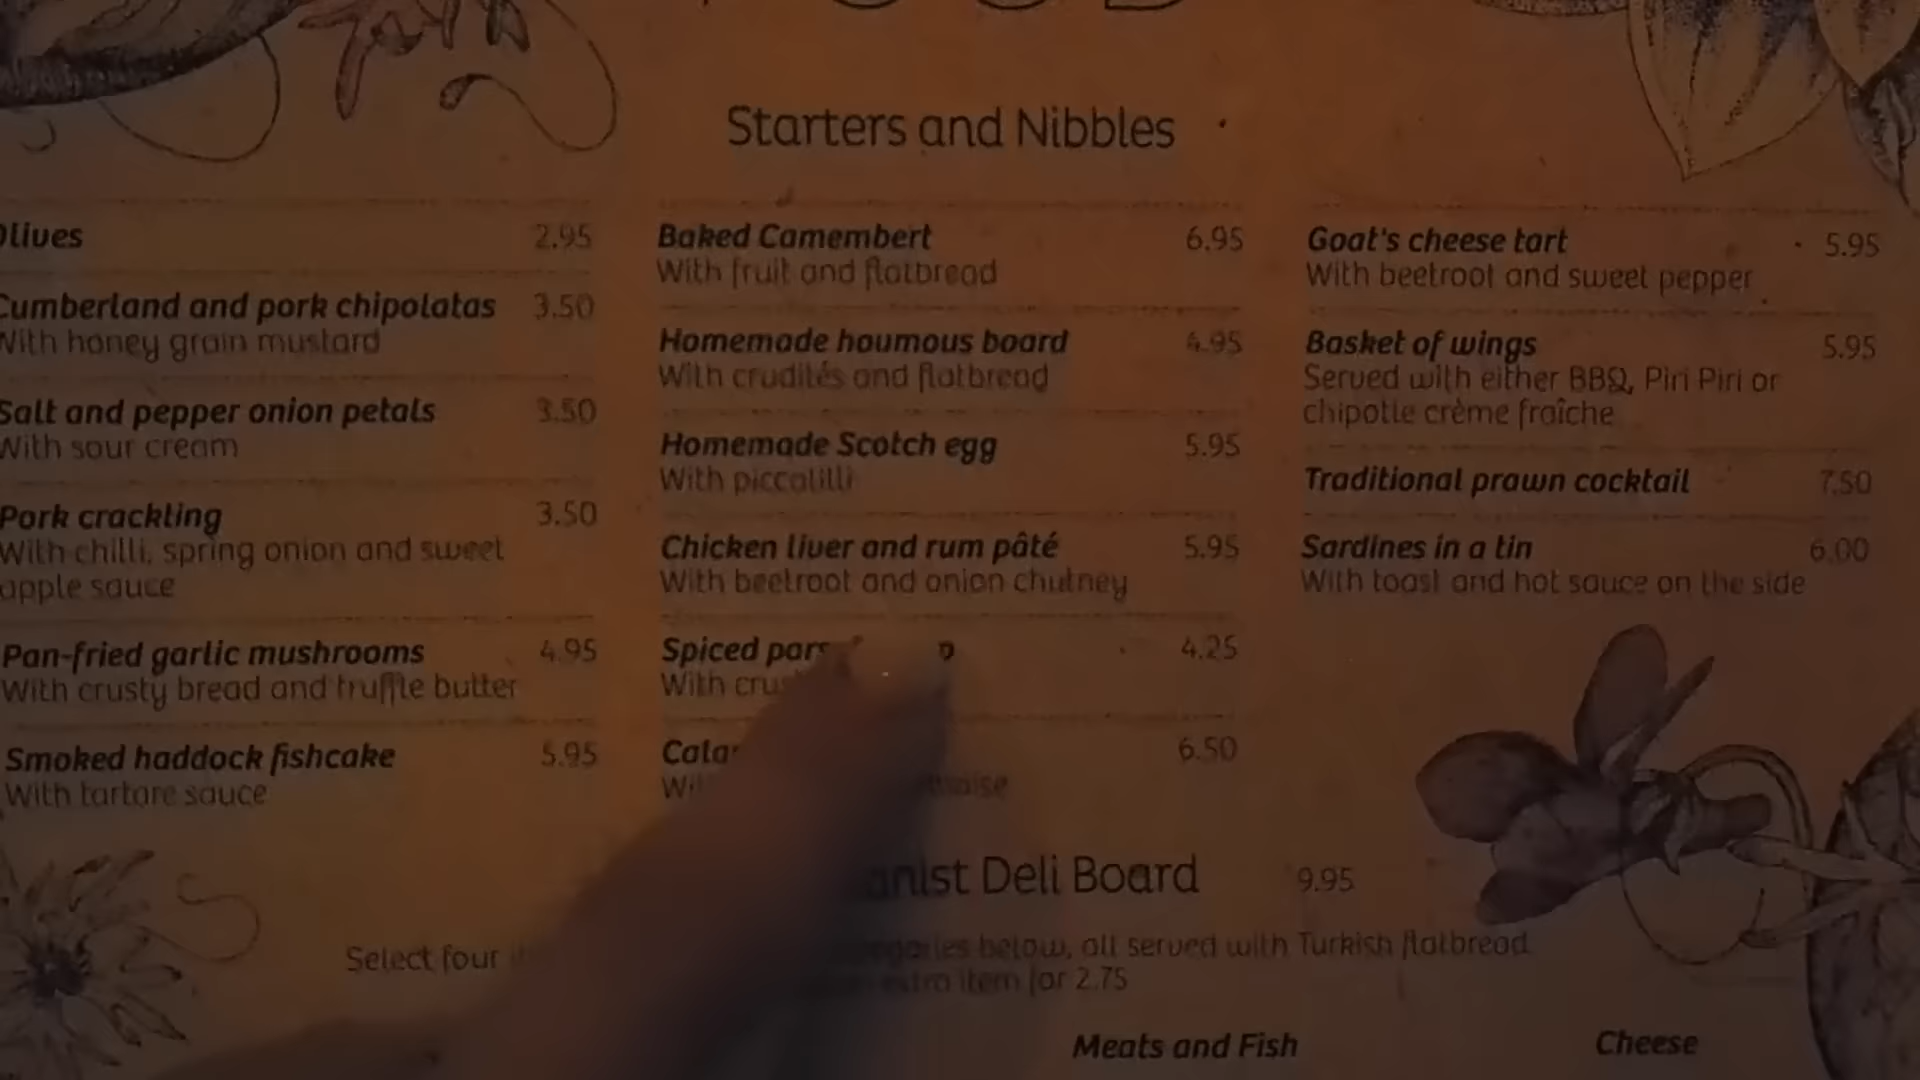 Starters and Nibbles
Olives 2.95
Cumberland and pork chipolatas 3.50
With honey grain mustard
Salt and pepper onion petals 3.50
With sour cream
Pork crackling 3.50
With chilli, spring onion and sweet
apple sauce
Pan-fried garlic mushrooms 4.95
With crusty bread and truffle butter
Smoked haddock fishcake 5.95
With tartare sauce
Baked Camembert 6.95
With fruit and flatbread
Homemade houmous board 4.95
With crudités and flatbread
Homemade Scotch egg 5.95
With piccalilli
Chicken liver and rum pâté 5.95
With beetroot and onion chutney
Spiced 4.25
With
6.50
Goat's cheese tart 5.95
With beetroot and sweet pepper
Basket of wings 5.95
Served with either BBQ, Piri Piri or
chipotle crème fraîche
Traditional prawn cocktail 7.50
Sardines in a tin 6.00
With toast and hot sauce on the side
Deli Board 9.95
Select four below, all served with Turkish flatbread.
extra item for 2.75
Meats and Fish
Cheese